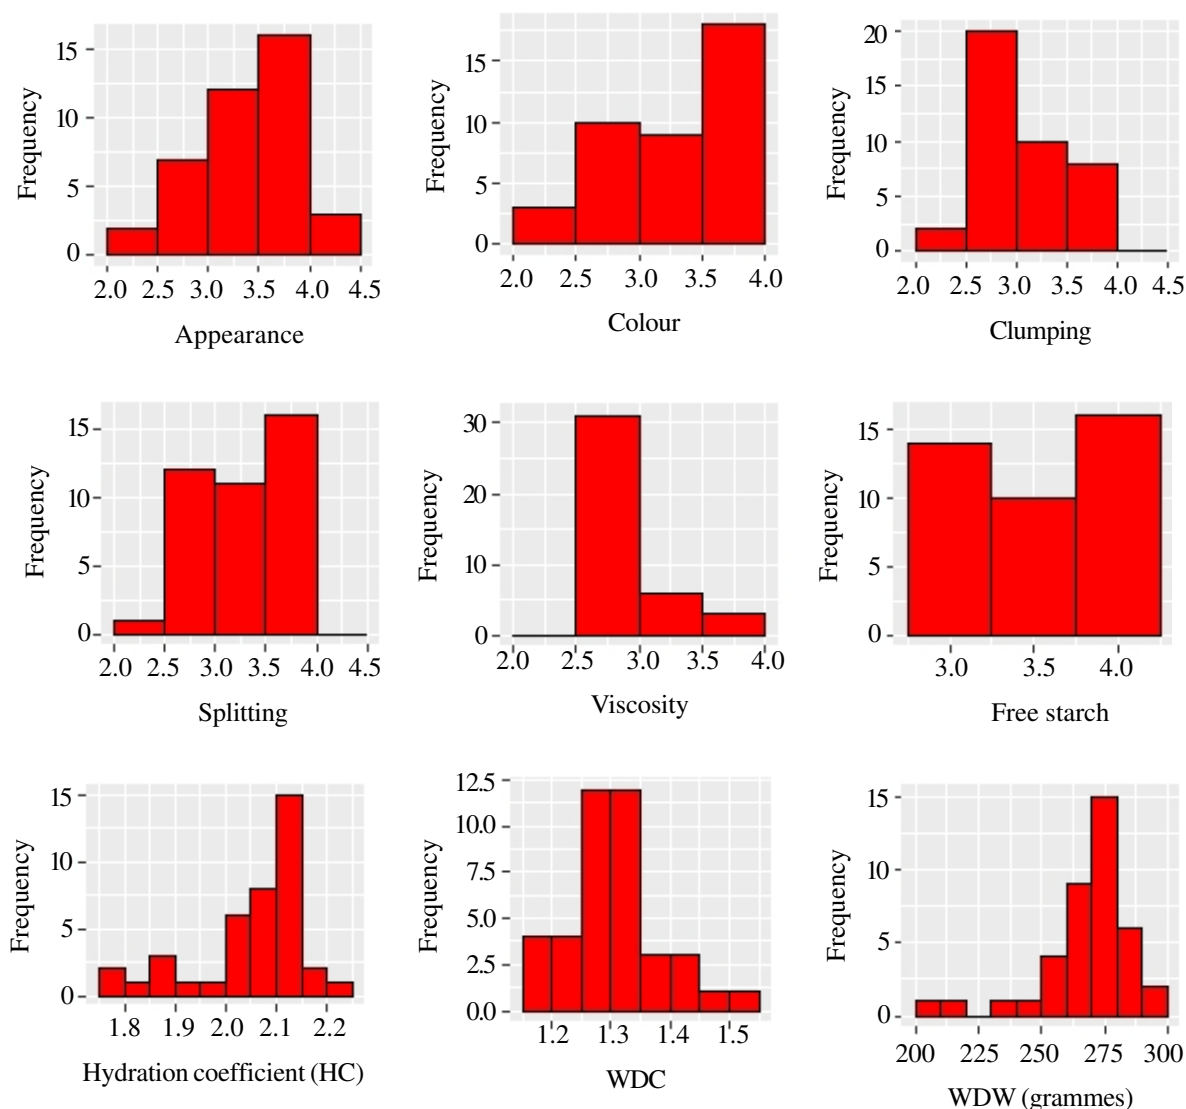 Frequency
15
10
5
0
2.0 2.5 3.0 3.5 4.0 4.5
Appearance
Frequency
15
10
5
0
2.0 2.5 3.0 3.5 4.0
Colour
Frequency
20
15
10
5
0
2.0 2.5 3.0 3.5 4.0 4.5
Clumping
Frequency
15
10
5
0
2.0 2.5 3.0 3.5 4.0 4.5
Splitting
Frequency
30
20
10
0
2.0 2.5 3.0 3.5 4.0
Viscosity
Frequency
15
10
5
0
3.0 3.5 4.0
Free starch
Frequency
15
10
5
0
1.8 1.9 2.0 2.1 2.2
Hydration coefficient (HC)
Frequency
12.5
10.0
7.5
5.0
2.5
0.0
1.2 1.3 1.4 1.5
WDC
Frequency
15
10
5
0
200 225 250 275 300
WDW (grammes)